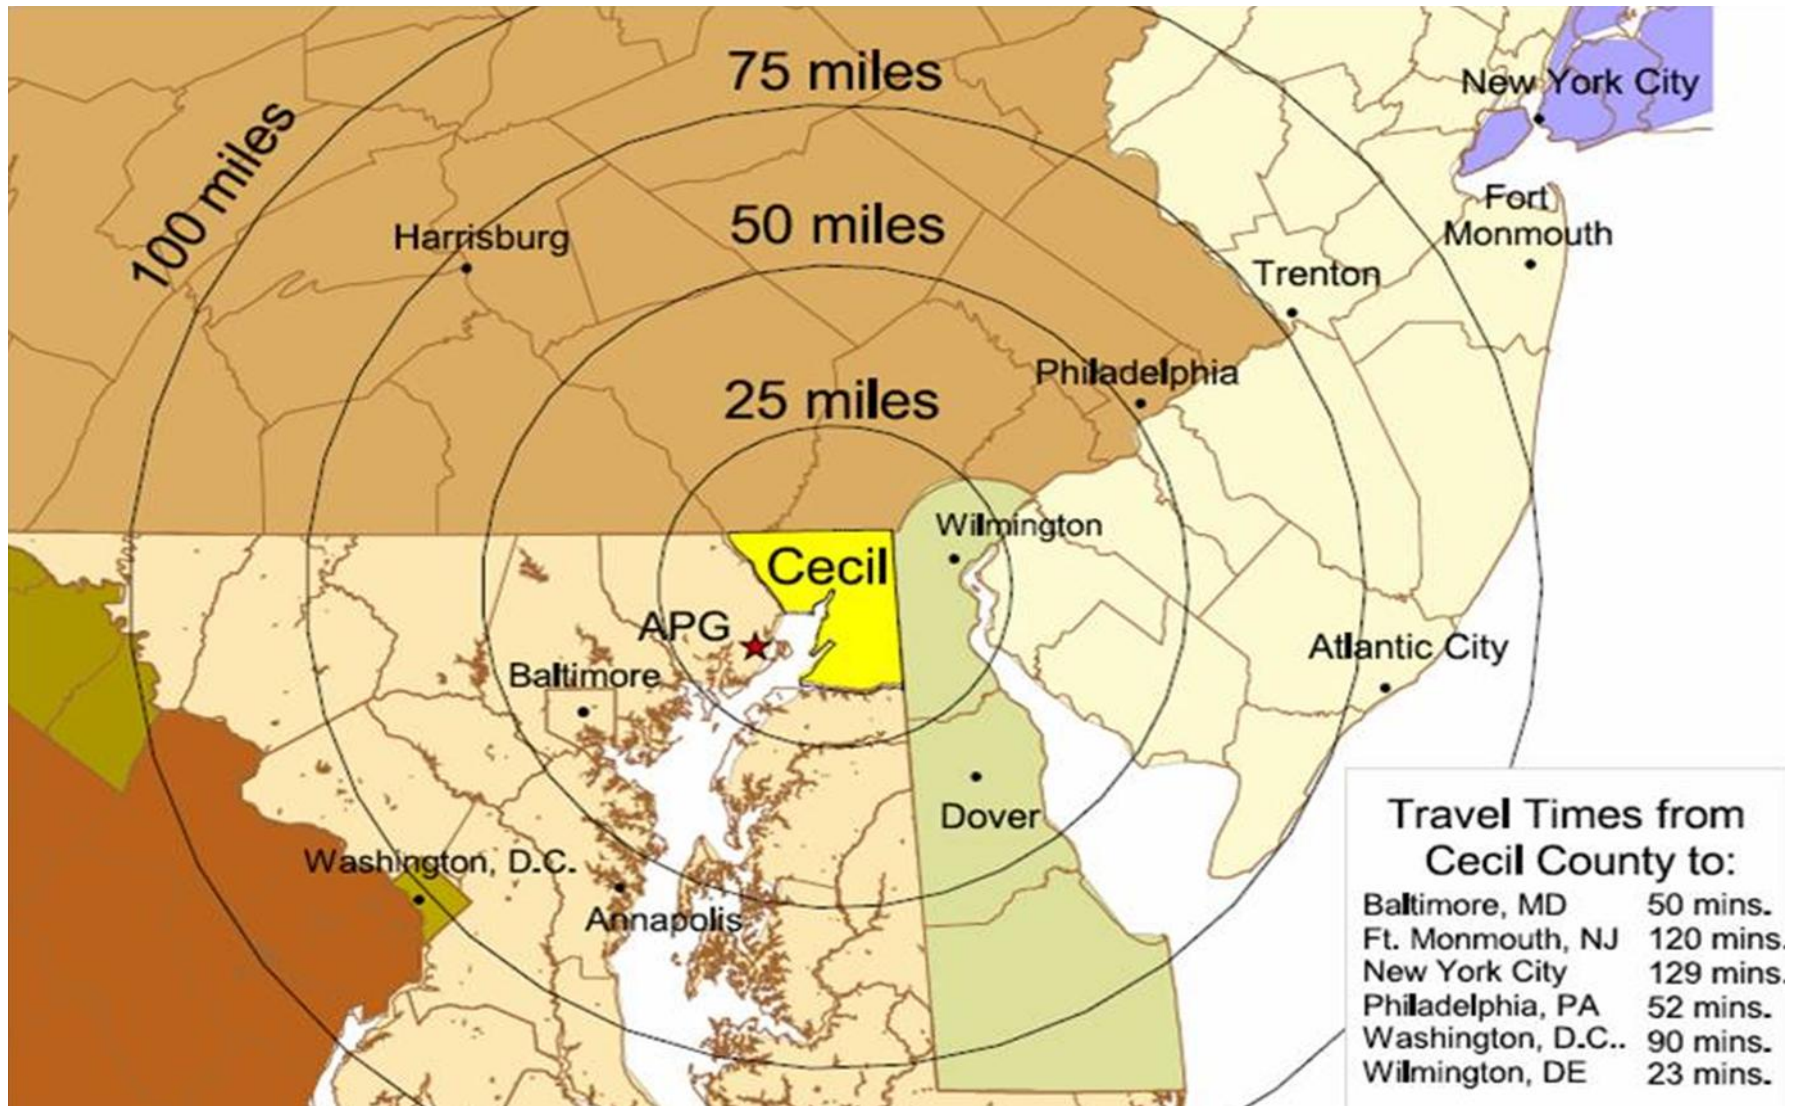 75 miles
New York City
100 miles
Fort
Monmouth
50 miles
Harrisburg
Trenton
Philadelphia
25 miles
Wilmington
Cecil
APG
Atlantic City
Baltimore
Dover
Washington, D.C.
Annapolis
Travel Times from
Cecil County to:
Baltimore, MD 50 mins.
Ft. Monmouth, NJ 120 mins.
New York City 129 mins.
Philadelphia, PA 52 mins.
Washington, D.C.. 90 mins.
Wilmington, DE 23 mins.